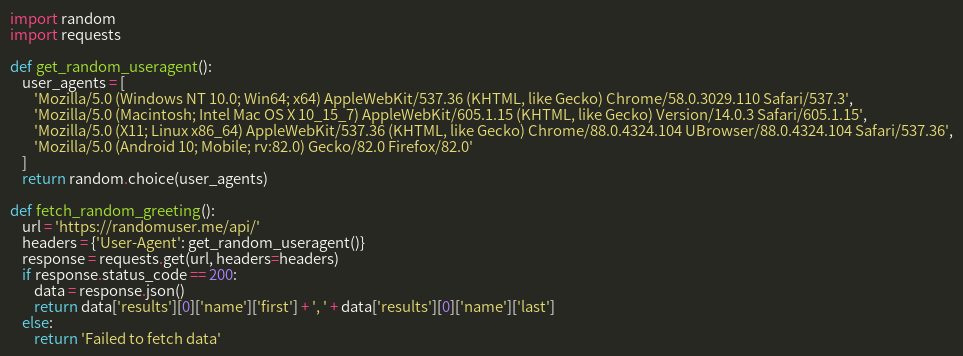 import random
import requests

def get_random_useragent():
    user_agents = [
        'Mozilla/5.0 (Windows NT 10.0; Win64; x64) AppleWebKit/537.36 (KHTML, like Gecko) Chrome/58.0.3029.110 Safari/537.3',
        'Mozilla/5.0 (Macintosh; Intel Mac OS X 10_15_7) AppleWebKit/605.1.15 (KHTML, like Gecko) Version/14.0.3 Safari/605.1.15',
        'Mozilla/5.0 (X11; Linux x86_64) AppleWebKit/537.36 (KHTML, like Gecko) Chrome/88.0.4324.104 UBrowser/88.0.4324.104 Safari/537.36',
        'Mozilla/5.0 (Android 10; Mobile; rv:82.0) Gecko/82.0 Firefox/82.0'
    ]
    return random.choice(user_agents)

def fetch_random_greeting():
    url = 'https://randomuser.me/api/'
    headers = {'User-Agent': get_random_useragent()}
    response = requests.get(url, headers=headers)
    if response.status_code == 200:
        data = response.json()
        return data['results'][0]['name']['first'] + ', ' + data['results'][0]['name']['last']
    else:
        return 'Failed to fetch data'